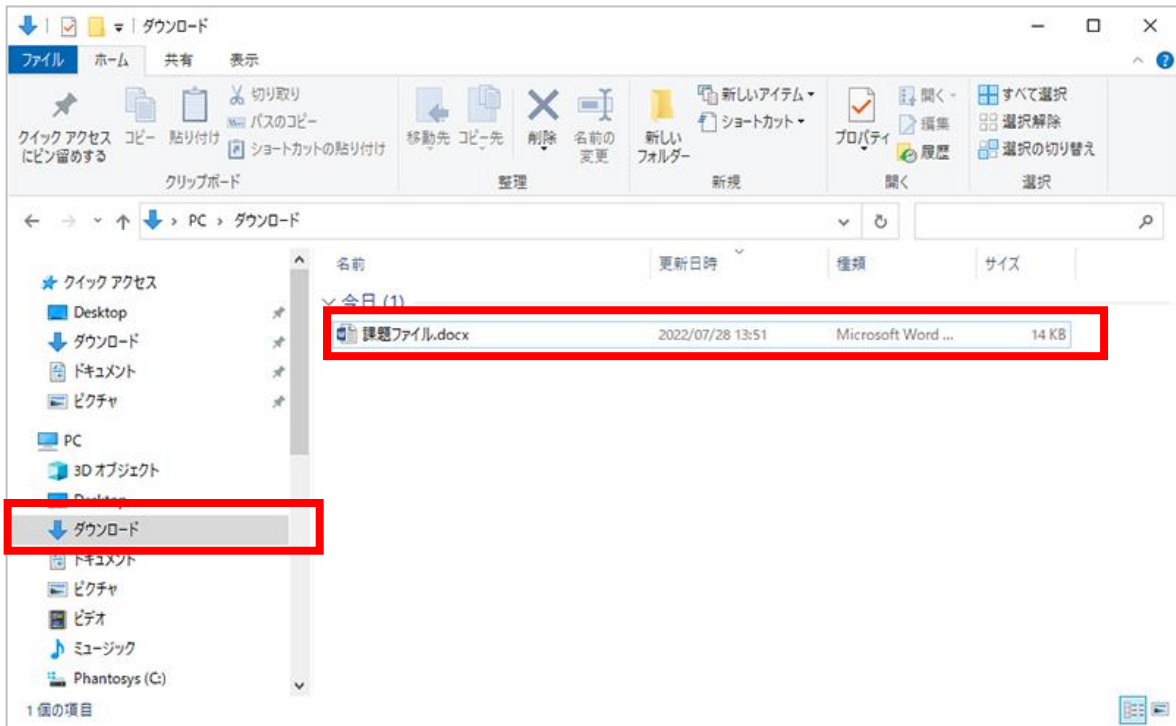 ダウンロード
ファイル ホーム 共有 表示
クイック アクセス
にピン留めする
コピー
貼り付け
切り取り
パスのコピー
ショートカットの貼り付け
クリップボード
移動先
コピー先
削除
名前の
変更
整理
新しい
フォルダー
新しいアイテム
ショートカット
新規
プロパティ
開く
編集
履歴
開く
すべて選択
選択解除
選択の切り替え
選択
PC › ダウンロード
名前 更新日時 種類 サイズ
今日 (1)
課題ファイル.docx 2022/07/28 13:51 Microsoft Word ... 14 KB
クイック アクセス
Desktop
ダウンロード
ドキュメント
ピクチャ
PC
3D オブジェクト
Desktop
ダウンロード
ドキュメント
ピクチャ
ビデオ
ミュージック
Phantosys (C:)
1 個の項目